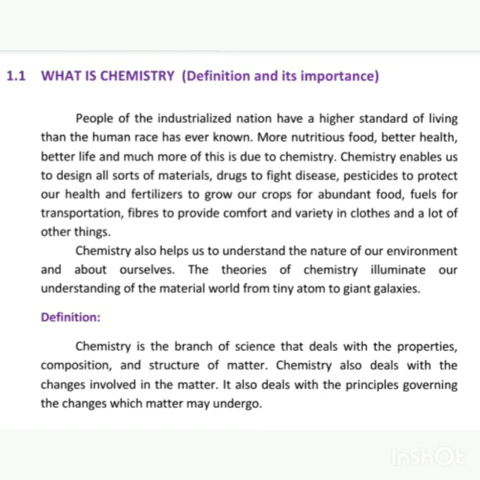 1.1 WHAT IS CHEMISTRY (Definition and its importance)
People of the industrialized nation have a higher standard of living
than the human race has ever known. More nutritious food, better health,
better life and much more of this is due to chemistry. Chemistry enables us
to design all sorts of materials, drugs to fight disease, pesticides to protect
our health and fertilizers to grow our crops for abundant food, fuels for
transportation, fibres to provide comfort and variety in clothes and a lot of
other things.
Chemistry also helps us to understand the nature of our environment
and about ourselves. The theories of chemistry illuminate our
understanding of the material world from tiny atom to giant galaxies.
Definition:
Chemistry is the branch of science that deals with the properties,
composition, and structure of matter. Chemistry also deals with the
changes involved in the matter. It also deals with the principles governing
the changes which matter may undergo.
InShOt